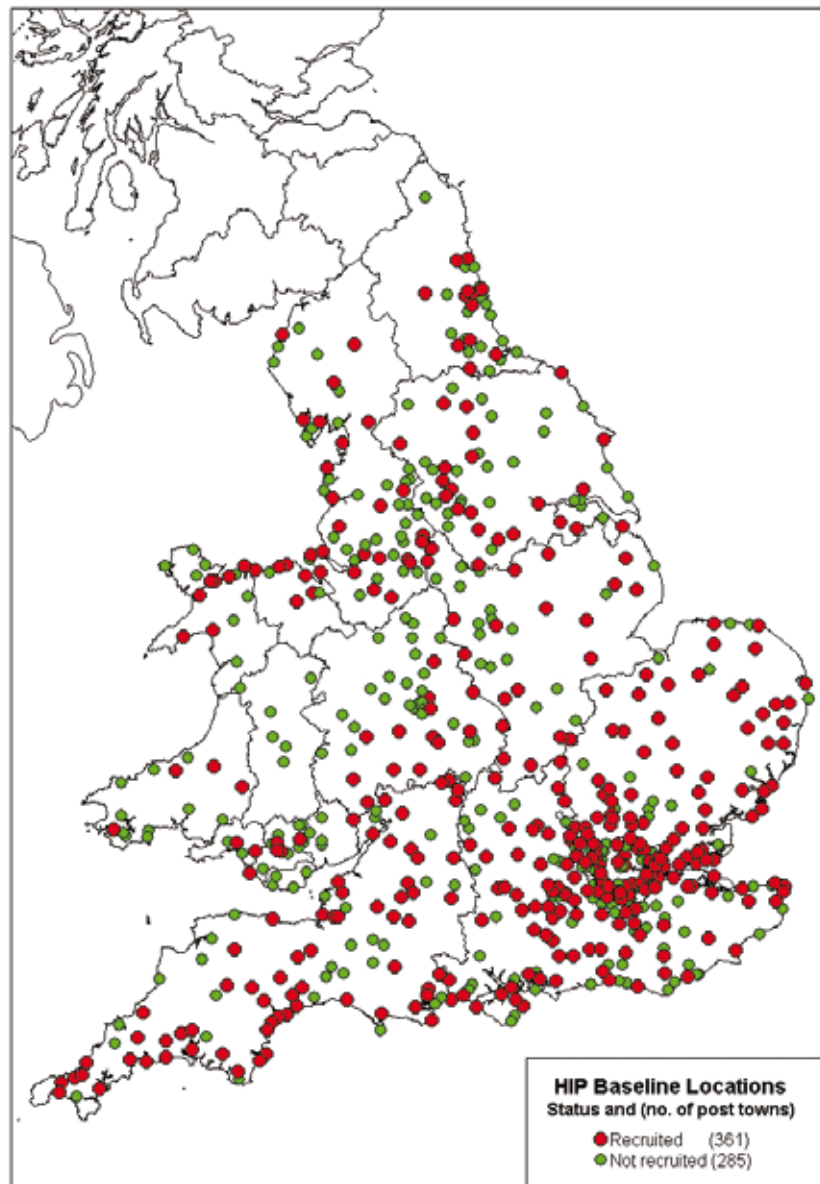 HIP Baseline Locations
Status and (no. of post towns)
Recruited (361)
Not recruited (285)